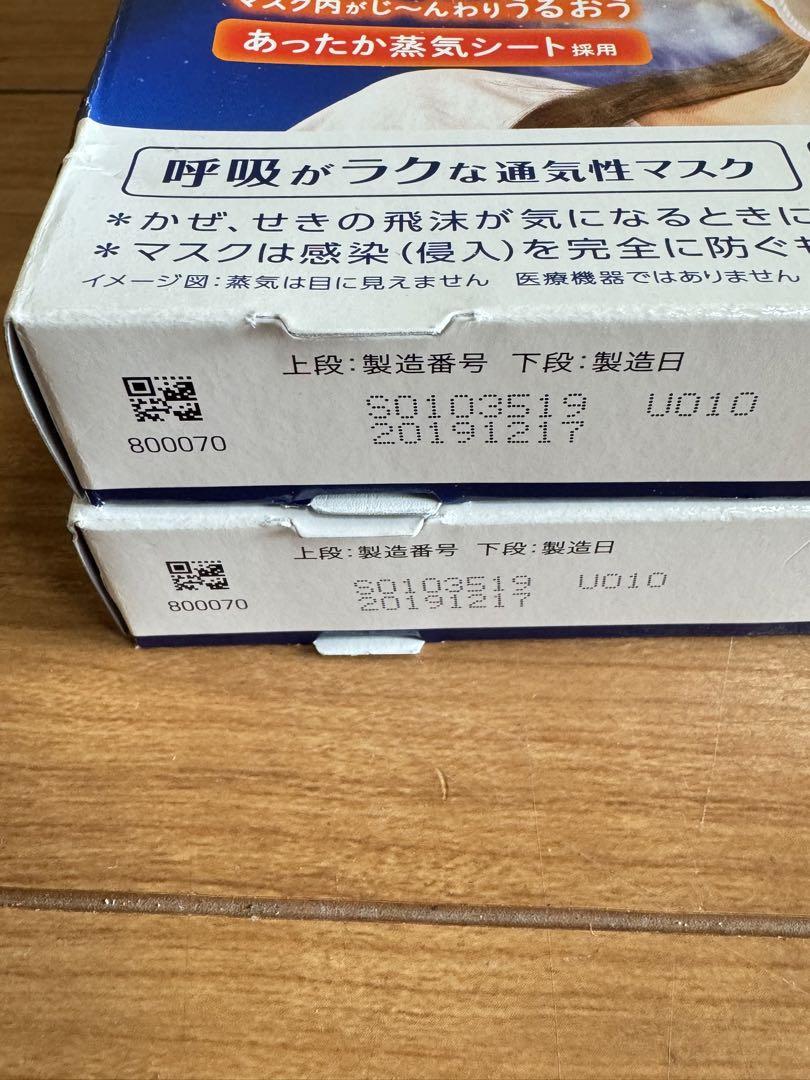 マスク内がじ〜んわりうるおう
あったか蒸気シート採用
呼吸がラクな通気性マスク
＊かぜ、せきの飛沫が気になるときに
＊マスクは感染(侵入)を完全に防ぐも
イメージ図:蒸気は目に見えません 医療機器ではありません
上段:製造番号 下段:製造日
S0103519 U010
20191217
800070
上段:製造番号 下段:製造日
S0103519 U010
20191217
800070